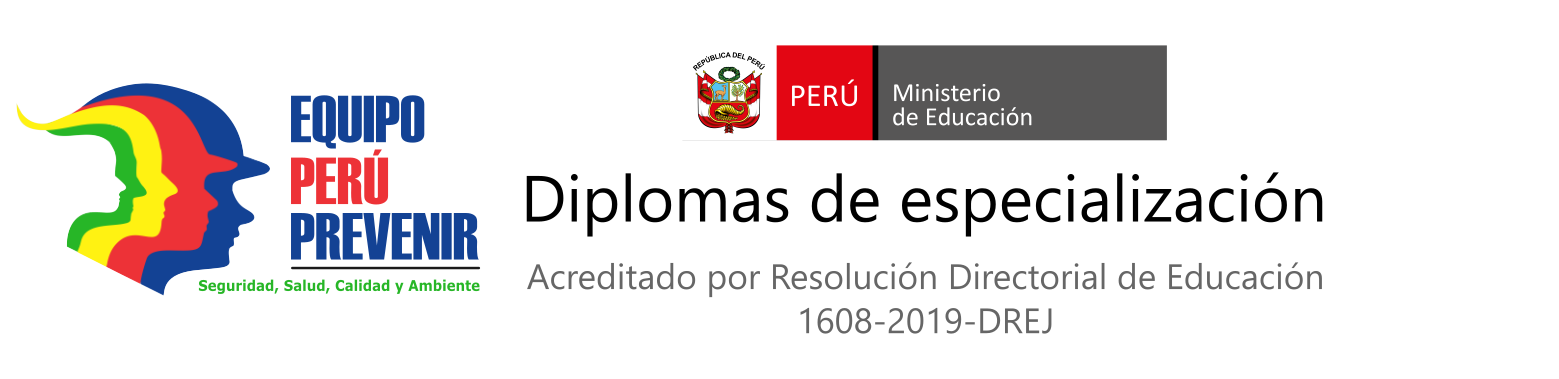 EQUIPO
PERÚ
PREVENIR
Seguridad, Salud, Calidad y Ambiente
REPÚBLICA DEL PERÚ
PERÚ
Ministerio
de Educación
Diplomas de especialización
Acreditado por Resolución Directorial de Educación
1608-2019-DREJ